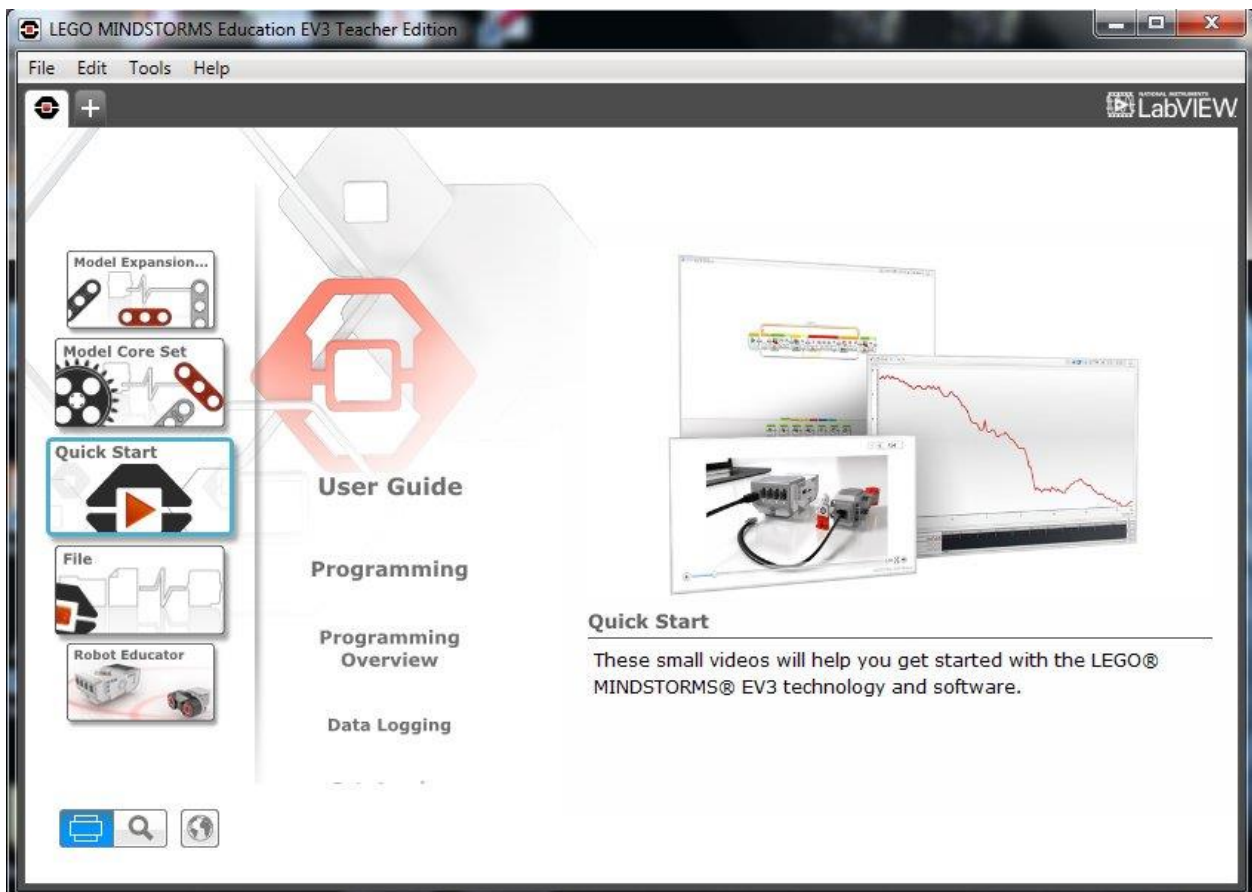 LEGO MINDSTORMS Education EV3 Teacher Edition
File Edit Tools Help
NATIONAL INSTRUMENTS
LabVIEW
Model Expansion...
Model Core Set
Quick Start
File
Robot Educator
User Guide
Programming
Programming
Overview
Data Logging
Quick Start
These small videos will help you get started with the LEGO®
MINDSTORMS® EV3 technology and software.